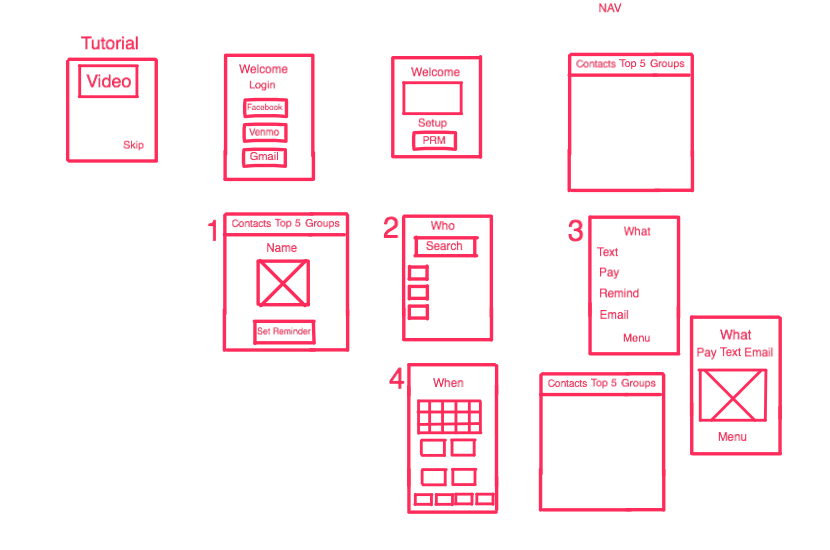 NAV
Tutorial
Video
Skip
Welcome
Login
Facebook
Venmo
Gmail
Welcome
Setup
PRM
Contacts Top 5 Groups
1
Contacts Top 5 Groups
Name
Set Reminder
2
Who
Search
3
What
Text
Pay
Remind
Email
Menu
What
Pay Text Email
Menu
4
When
Contacts Top 5 Groups